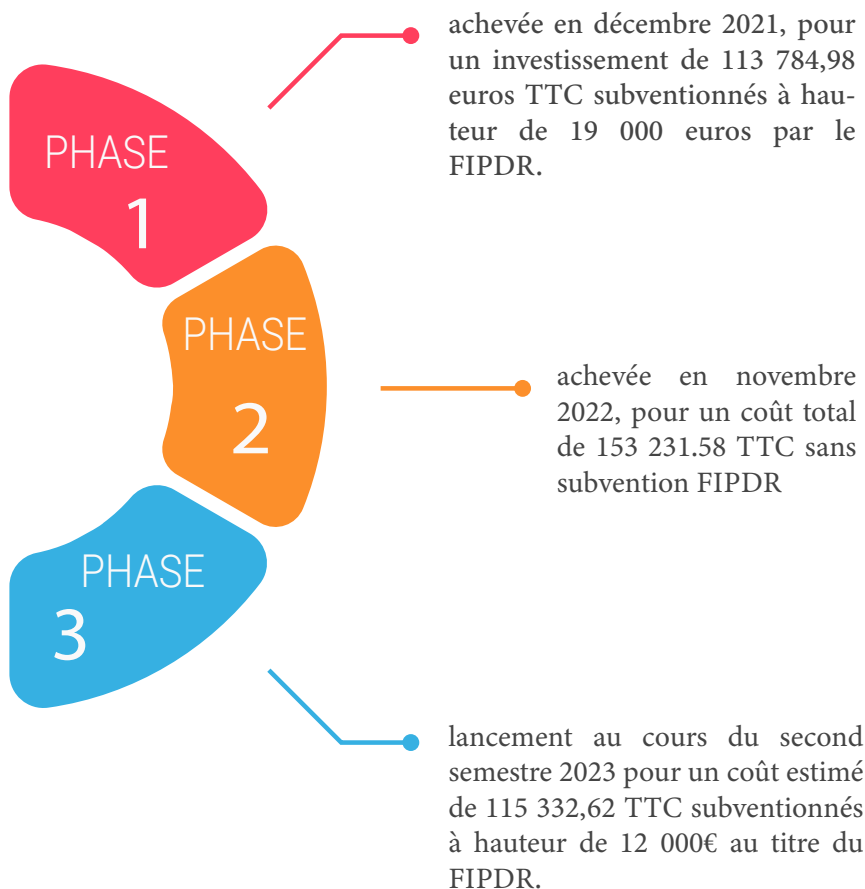 PHASE
1
achevée en décembre 2021, pour
un investissement de 113 784,98
euros TTC subventionnés à hau-
teur de 19 000 euros par le
FIPDR.
PHASE
2
achevée en novembre
2022, pour un coût total
de 153 231.58 TTC sans
subvention FIPDR
PHASE
3
lancement au cours du second
semestre 2023 pour un coût estimé
de 115 332,62 TTC subventionnés
à hauteur de 12 000€ au titre du
FIPDR.